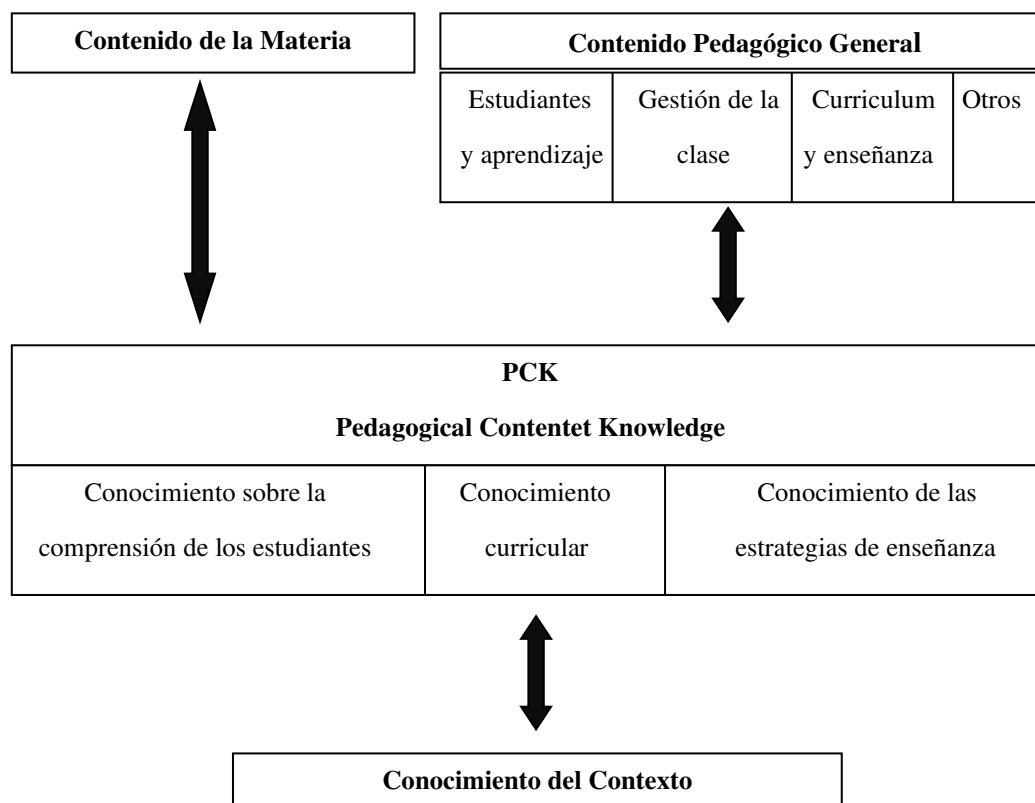 Contenido de la Materia
Contenido Pedagógico General
Estudiantes
y aprendizaje
Gestión de la
clase
Curriculum
y enseñanza
Otros
PCK
Pedagogical Contentet Knowledge
Conocimiento sobre la
comprensión de los estudiantes
Conocimiento
curricular
Conocimiento de las
estrategias de enseñanza
Conocimiento del Contexto